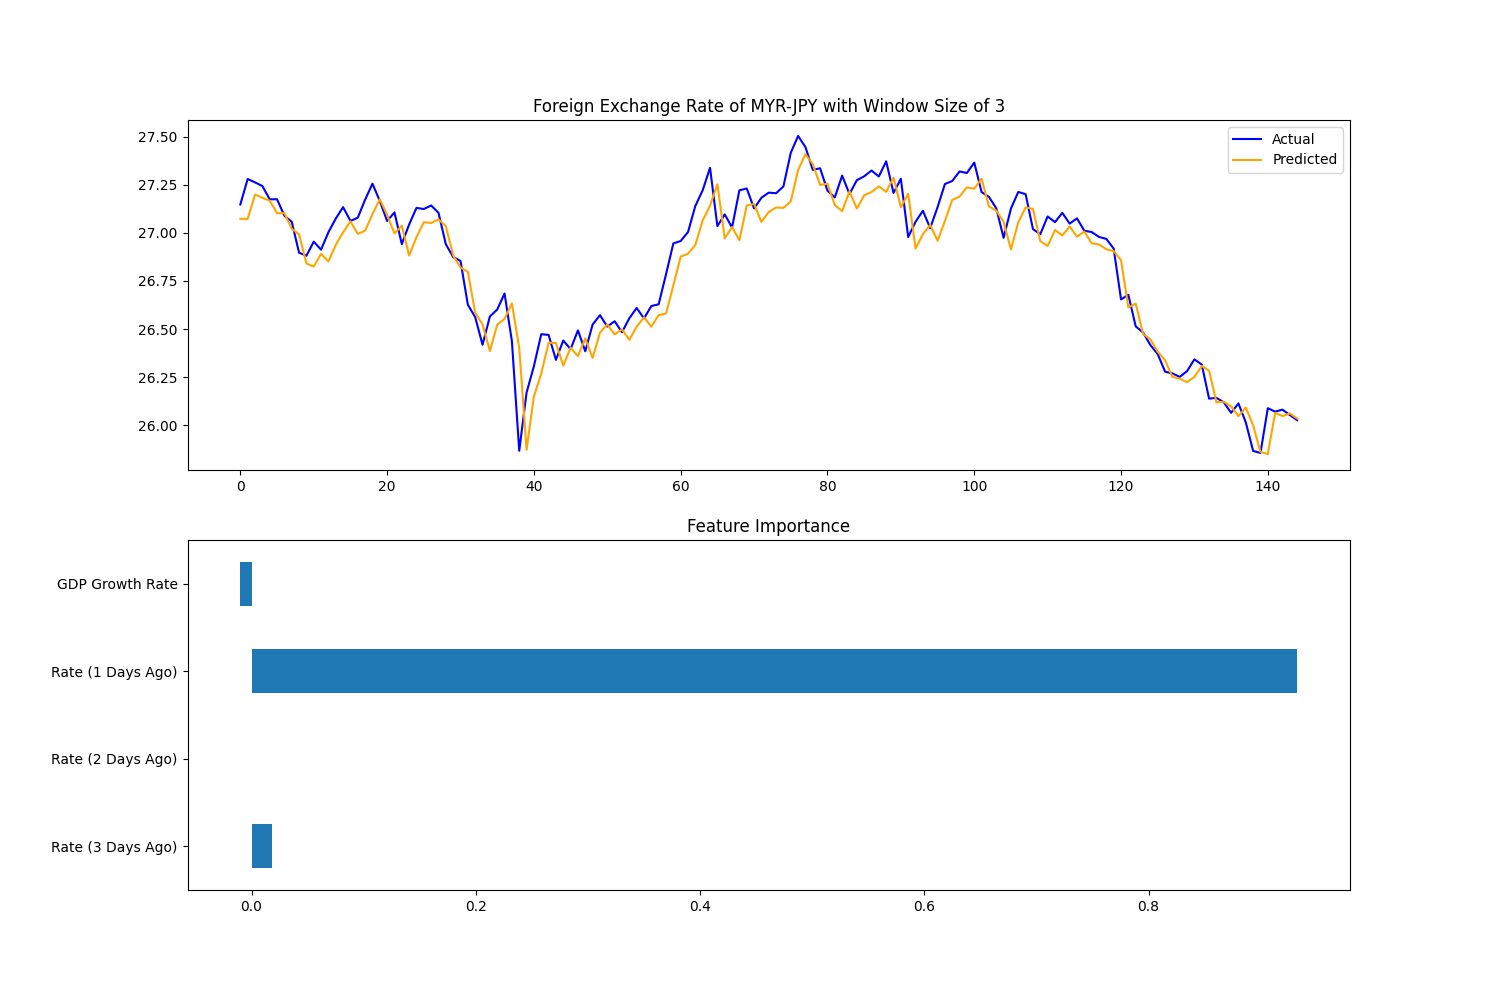 Foreign Exchange Rate of MYR-JPY with Window Size of 3
27.50
27.25
27.00
26.75
26.50
26.25
26.00
Actual
Predicted
0 20 40 60 80 100 120 140
Feature Importance
GDP Growth Rate
Rate (1 Days Ago)
Rate (2 Days Ago)
Rate (3 Days Ago)
0.0 0.2 0.4 0.6 0.8